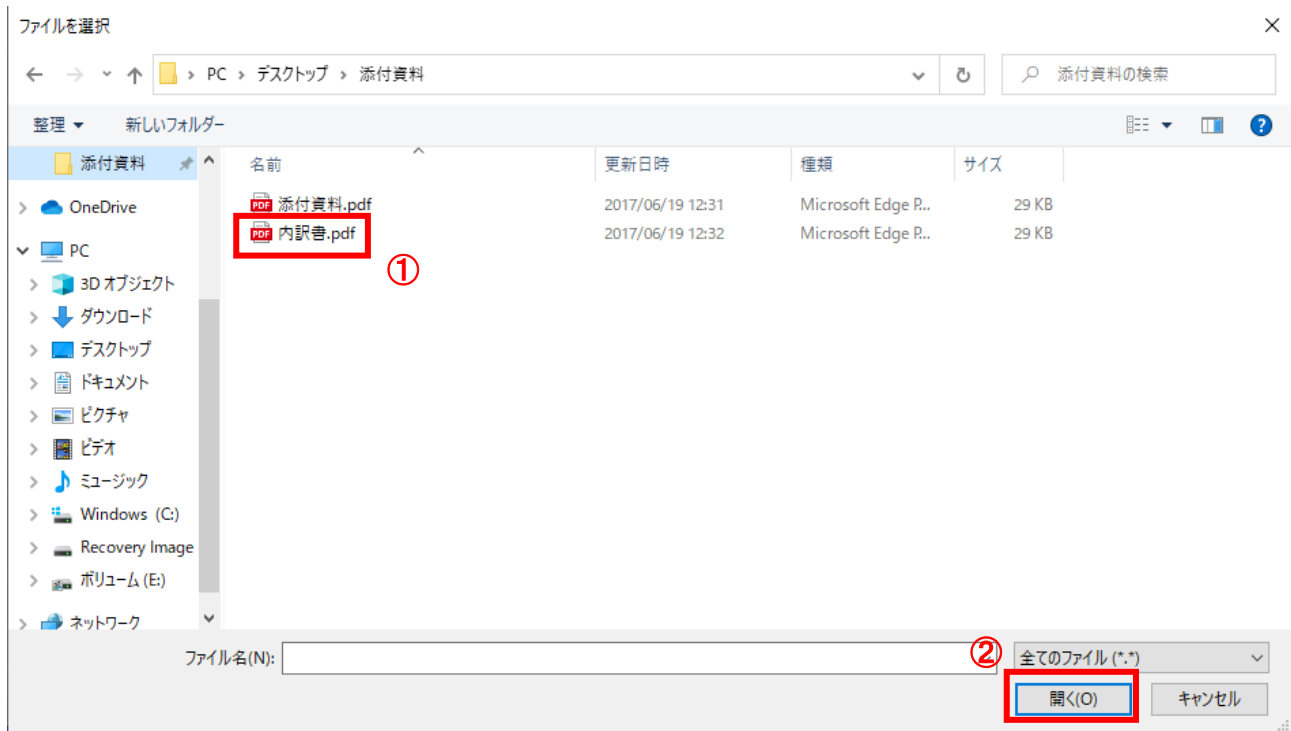 ファイルを選択
PC › デスクトップ › 添付資料
添付資料の検索
整理 新しいフォルダー
添付資料
OneDrive
PC
3D オブジェクト
ダウンロード
デスクトップ
ドキュメント
ピクチャ
ビデオ
ミュージック
Windows (C:)
Recovery Image
ボリューム (E:)
ネットワーク
名前 更新日時 種類 サイズ
PDF 添付資料.pdf 2017/06/19 12:31 Microsoft Edge P... 29 KB
PDF 内訳書.pdf 2017/06/19 12:32 Microsoft Edge P... 29 KB
①
ファイル名(N): ② 全てのファイル (*.*)
開く(O) キャンセル